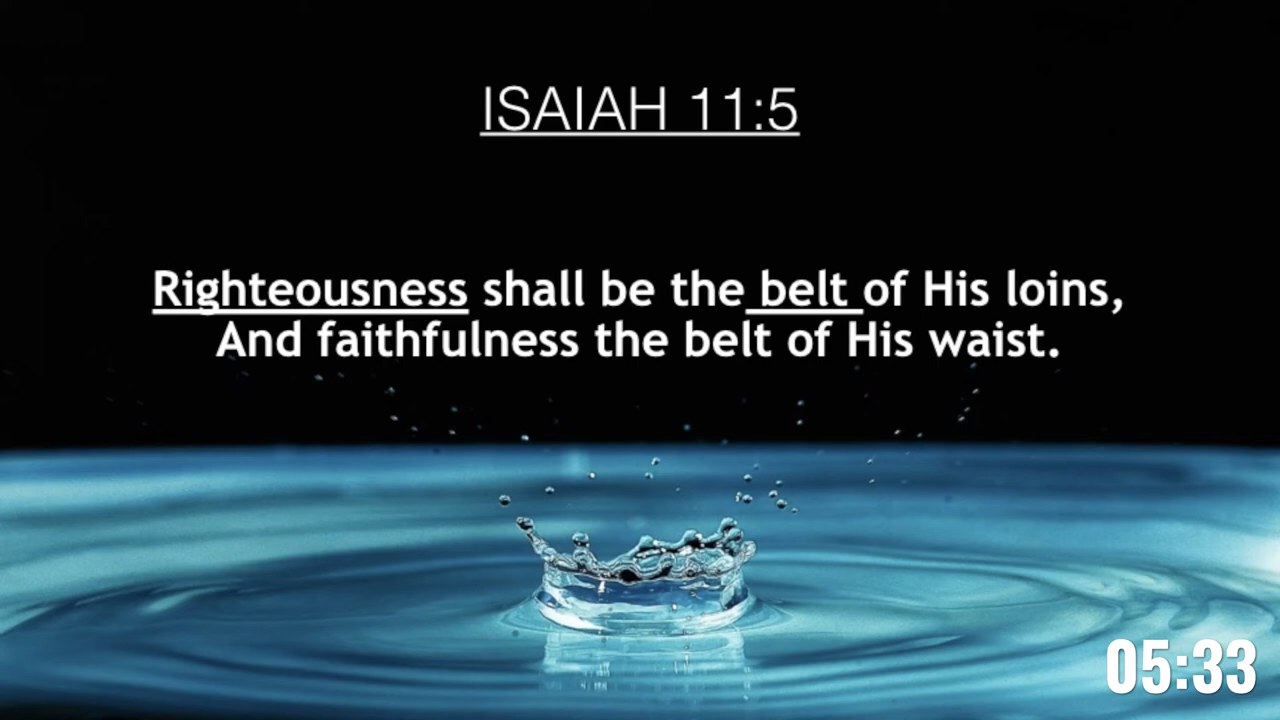 ISAIAH 11:5
Righteousness shall be the belt of His loins,
And faithfulness the belt of His waist.
05:33